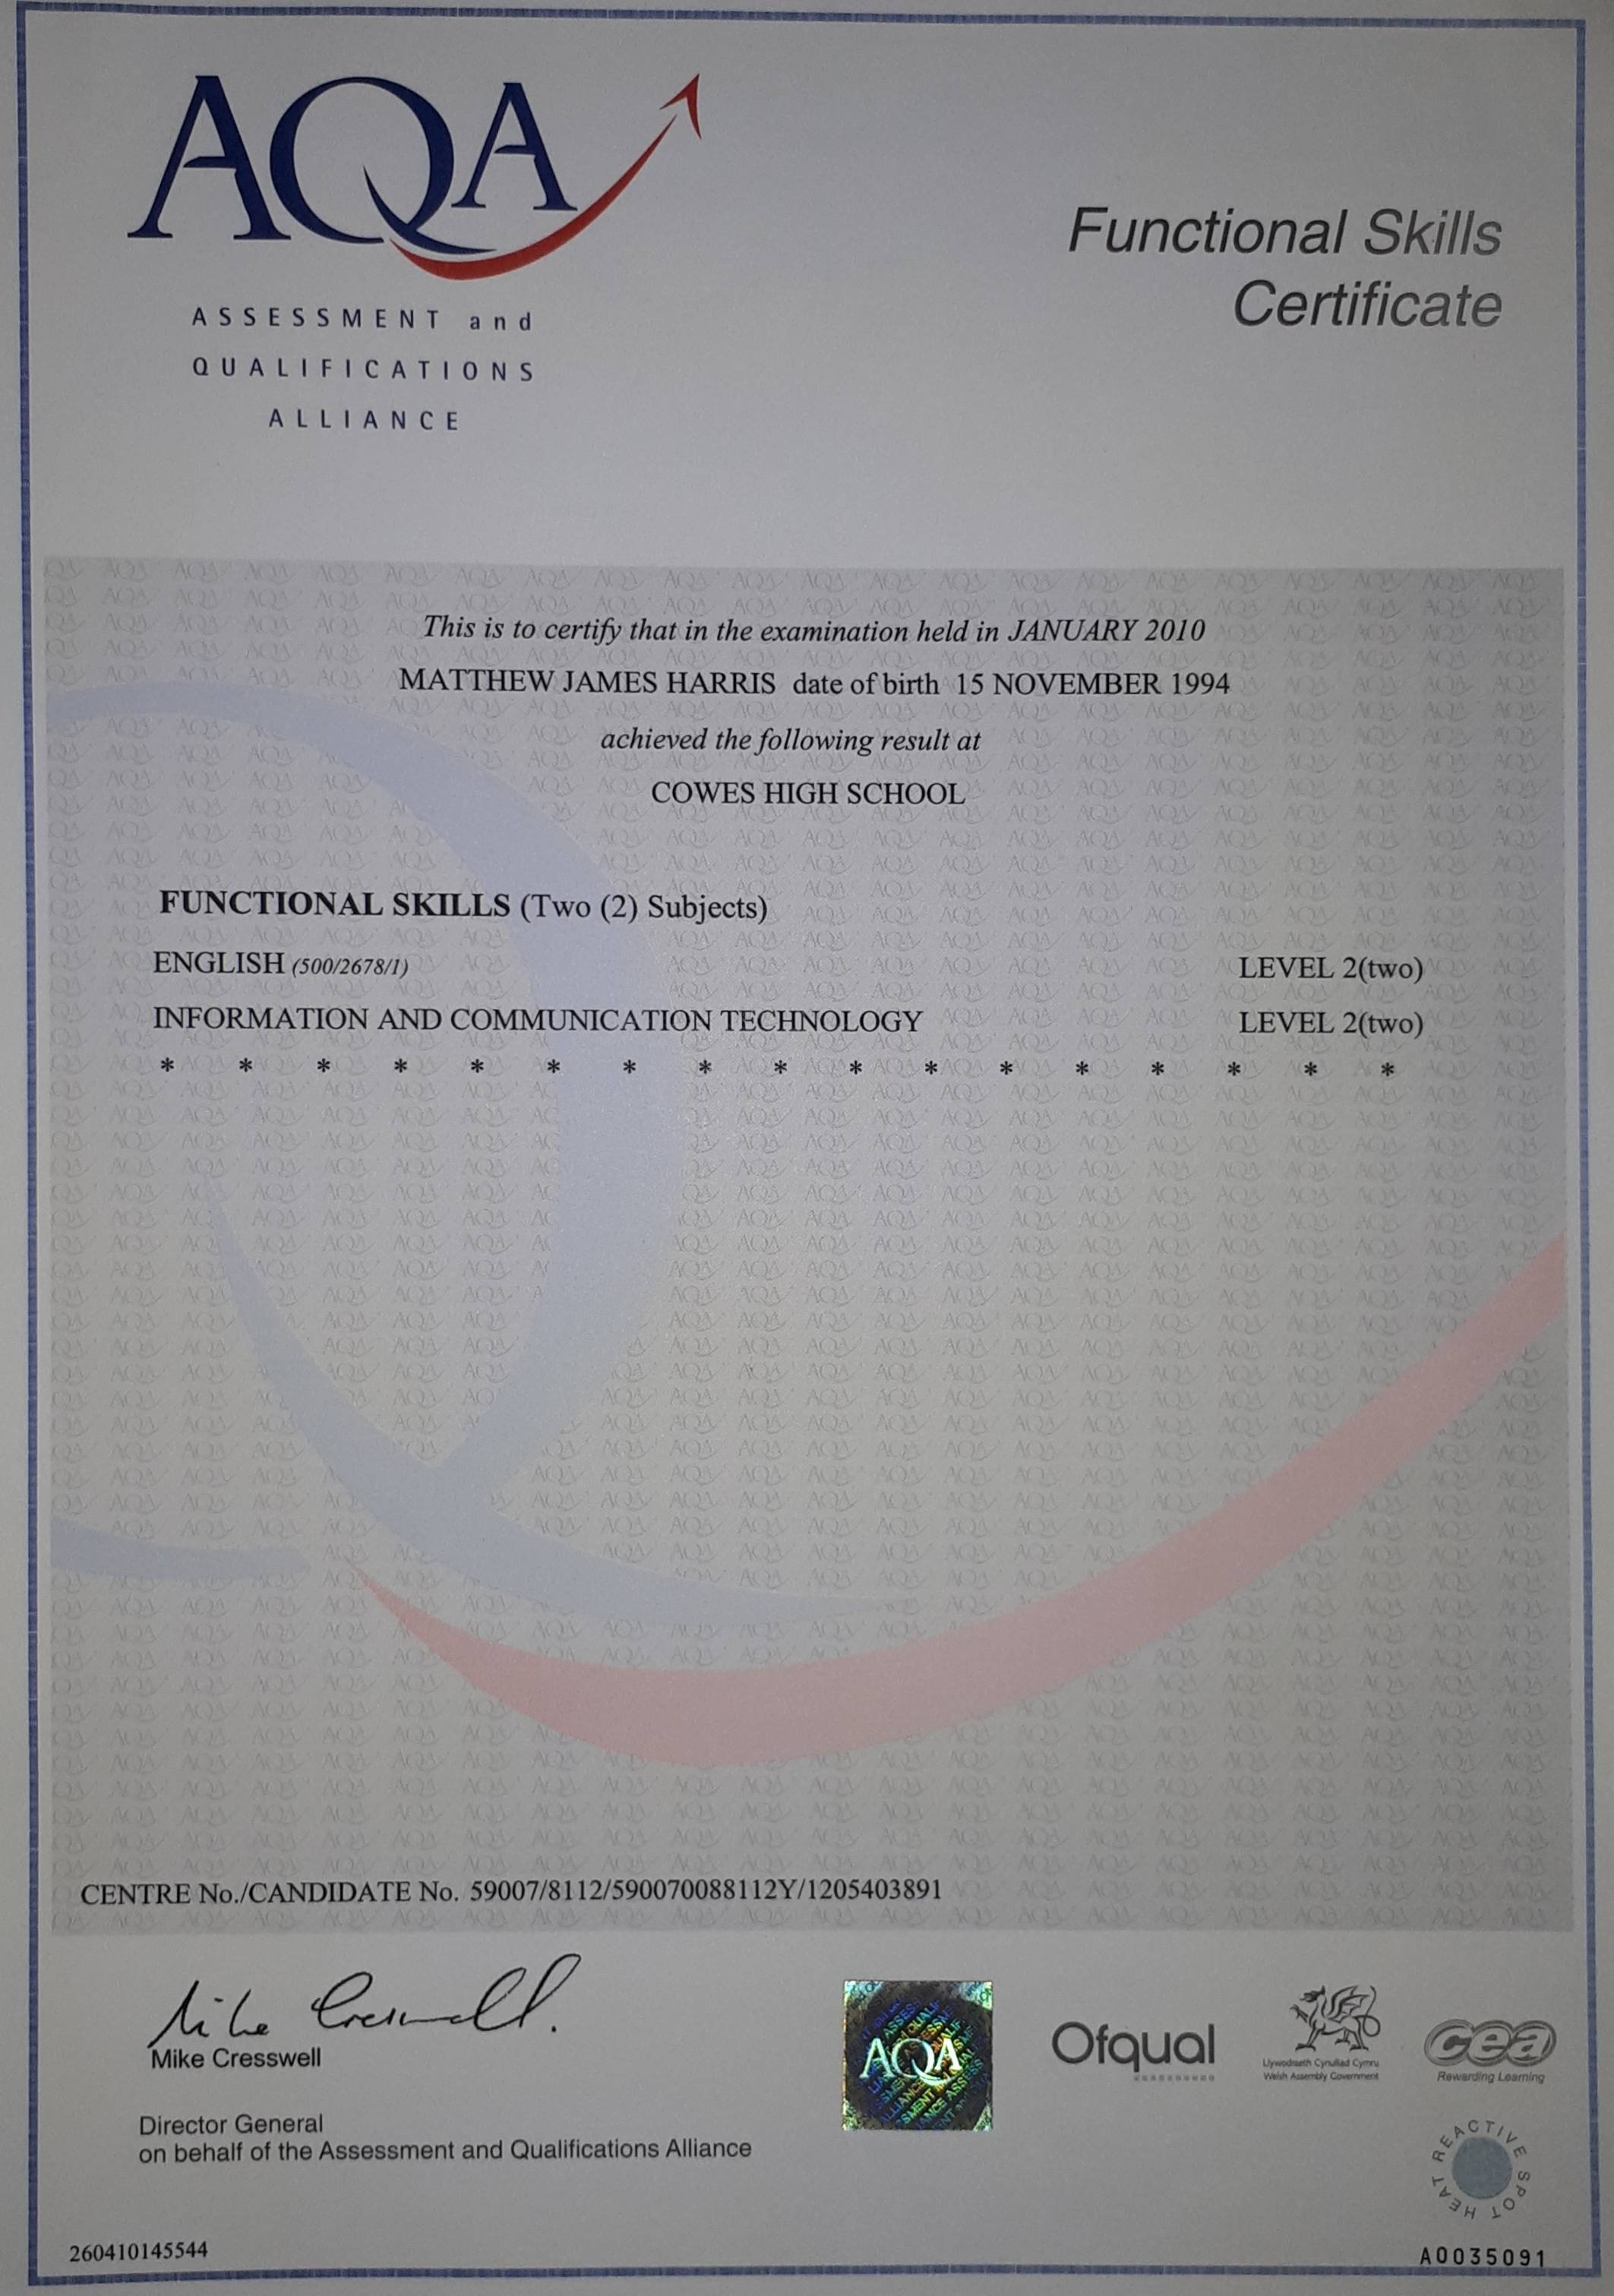 AQA
ASSESSMENT and
QUALIFICATIONS
ALLIANCE
Functional Skills
Certificate
This is to certify that in the examination held in JANUARY 2010
MATTHEW JAMES HARRIS date of birth 15 NOVEMBER 1994
achieved the following result at
COWES HIGH SCHOOL
FUNCTIONAL SKILLS (Two (2) Subjects)
ENGLISH (500/2678/1) LEVEL 2(two)
INFORMATION AND COMMUNICATION TECHNOLOGY LEVEL 2(two)
* * * * * * * * * * * * * * * * *
CENTRE No./CANDIDATE No. 59007/8112/590070088112Y/1205403891
Mike Cresswell.
Mike Cresswell
Director General
on behalf of the Assessment and Qualifications Alliance
AQA
Ofqual
Llywodraeth Cynulliad Cymru
Welsh Assembly Government
cea
Rewarding Learning
HEAT REACTIVE SPOT
260410145544
A0035091